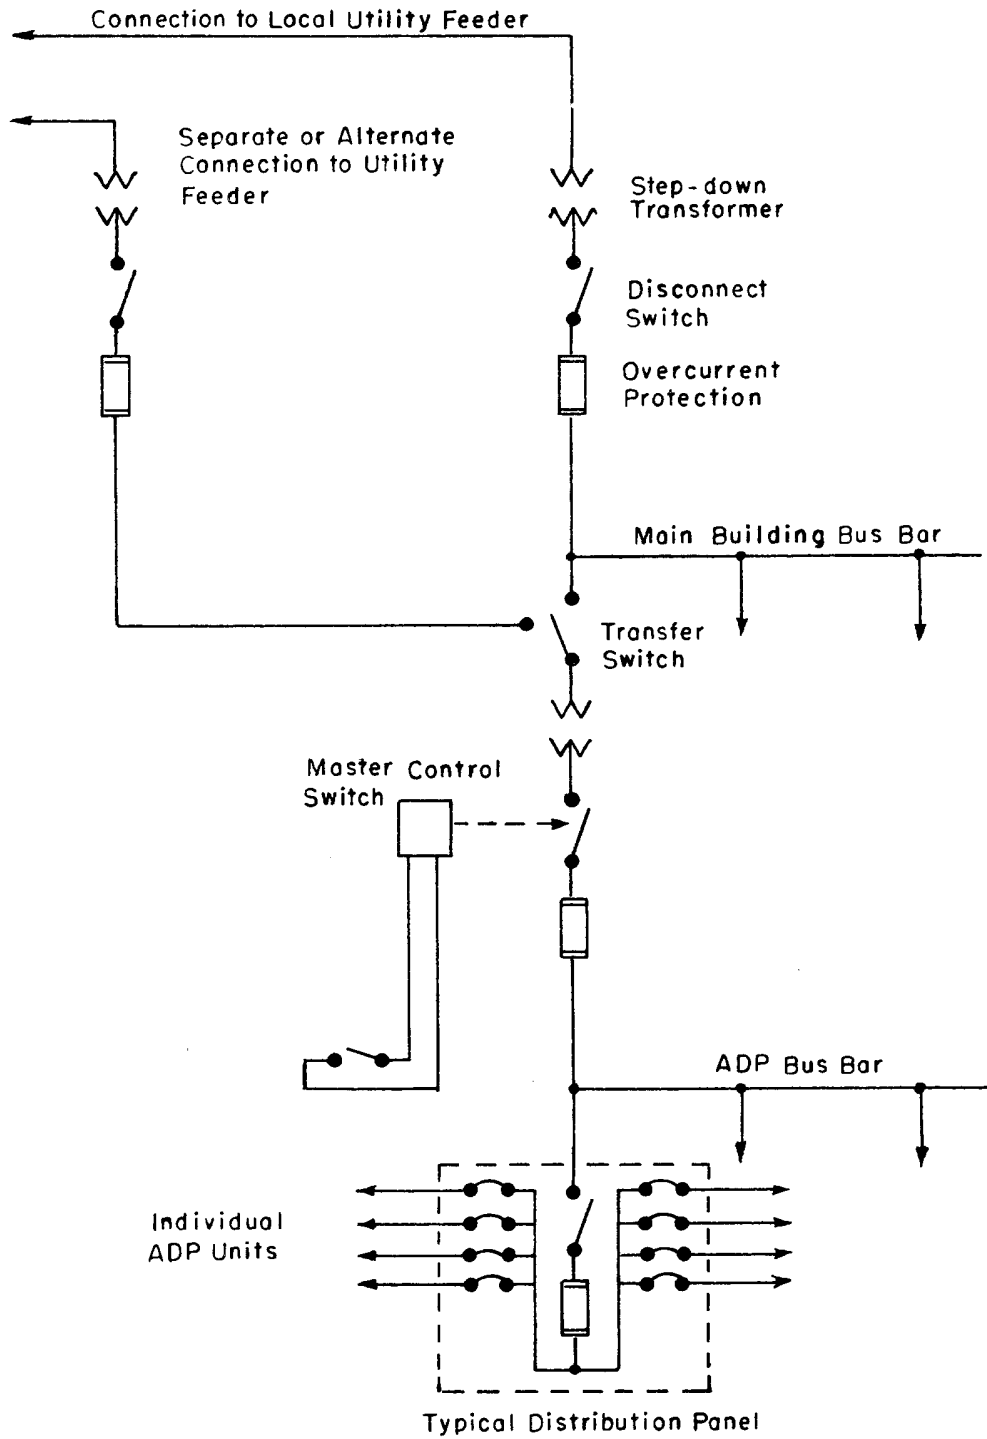 Connection to Local Utility Feeder
Separate or Alternate
Connection to Utility
Feeder
Step-down
Transformer
Disconnect
Switch
Overcurrent
Protection
Main Building Bus Bar
Transfer
Switch
Master Control
Switch
ADP Bus Bar
Individual
ADP Units
Typical Distribution Panel